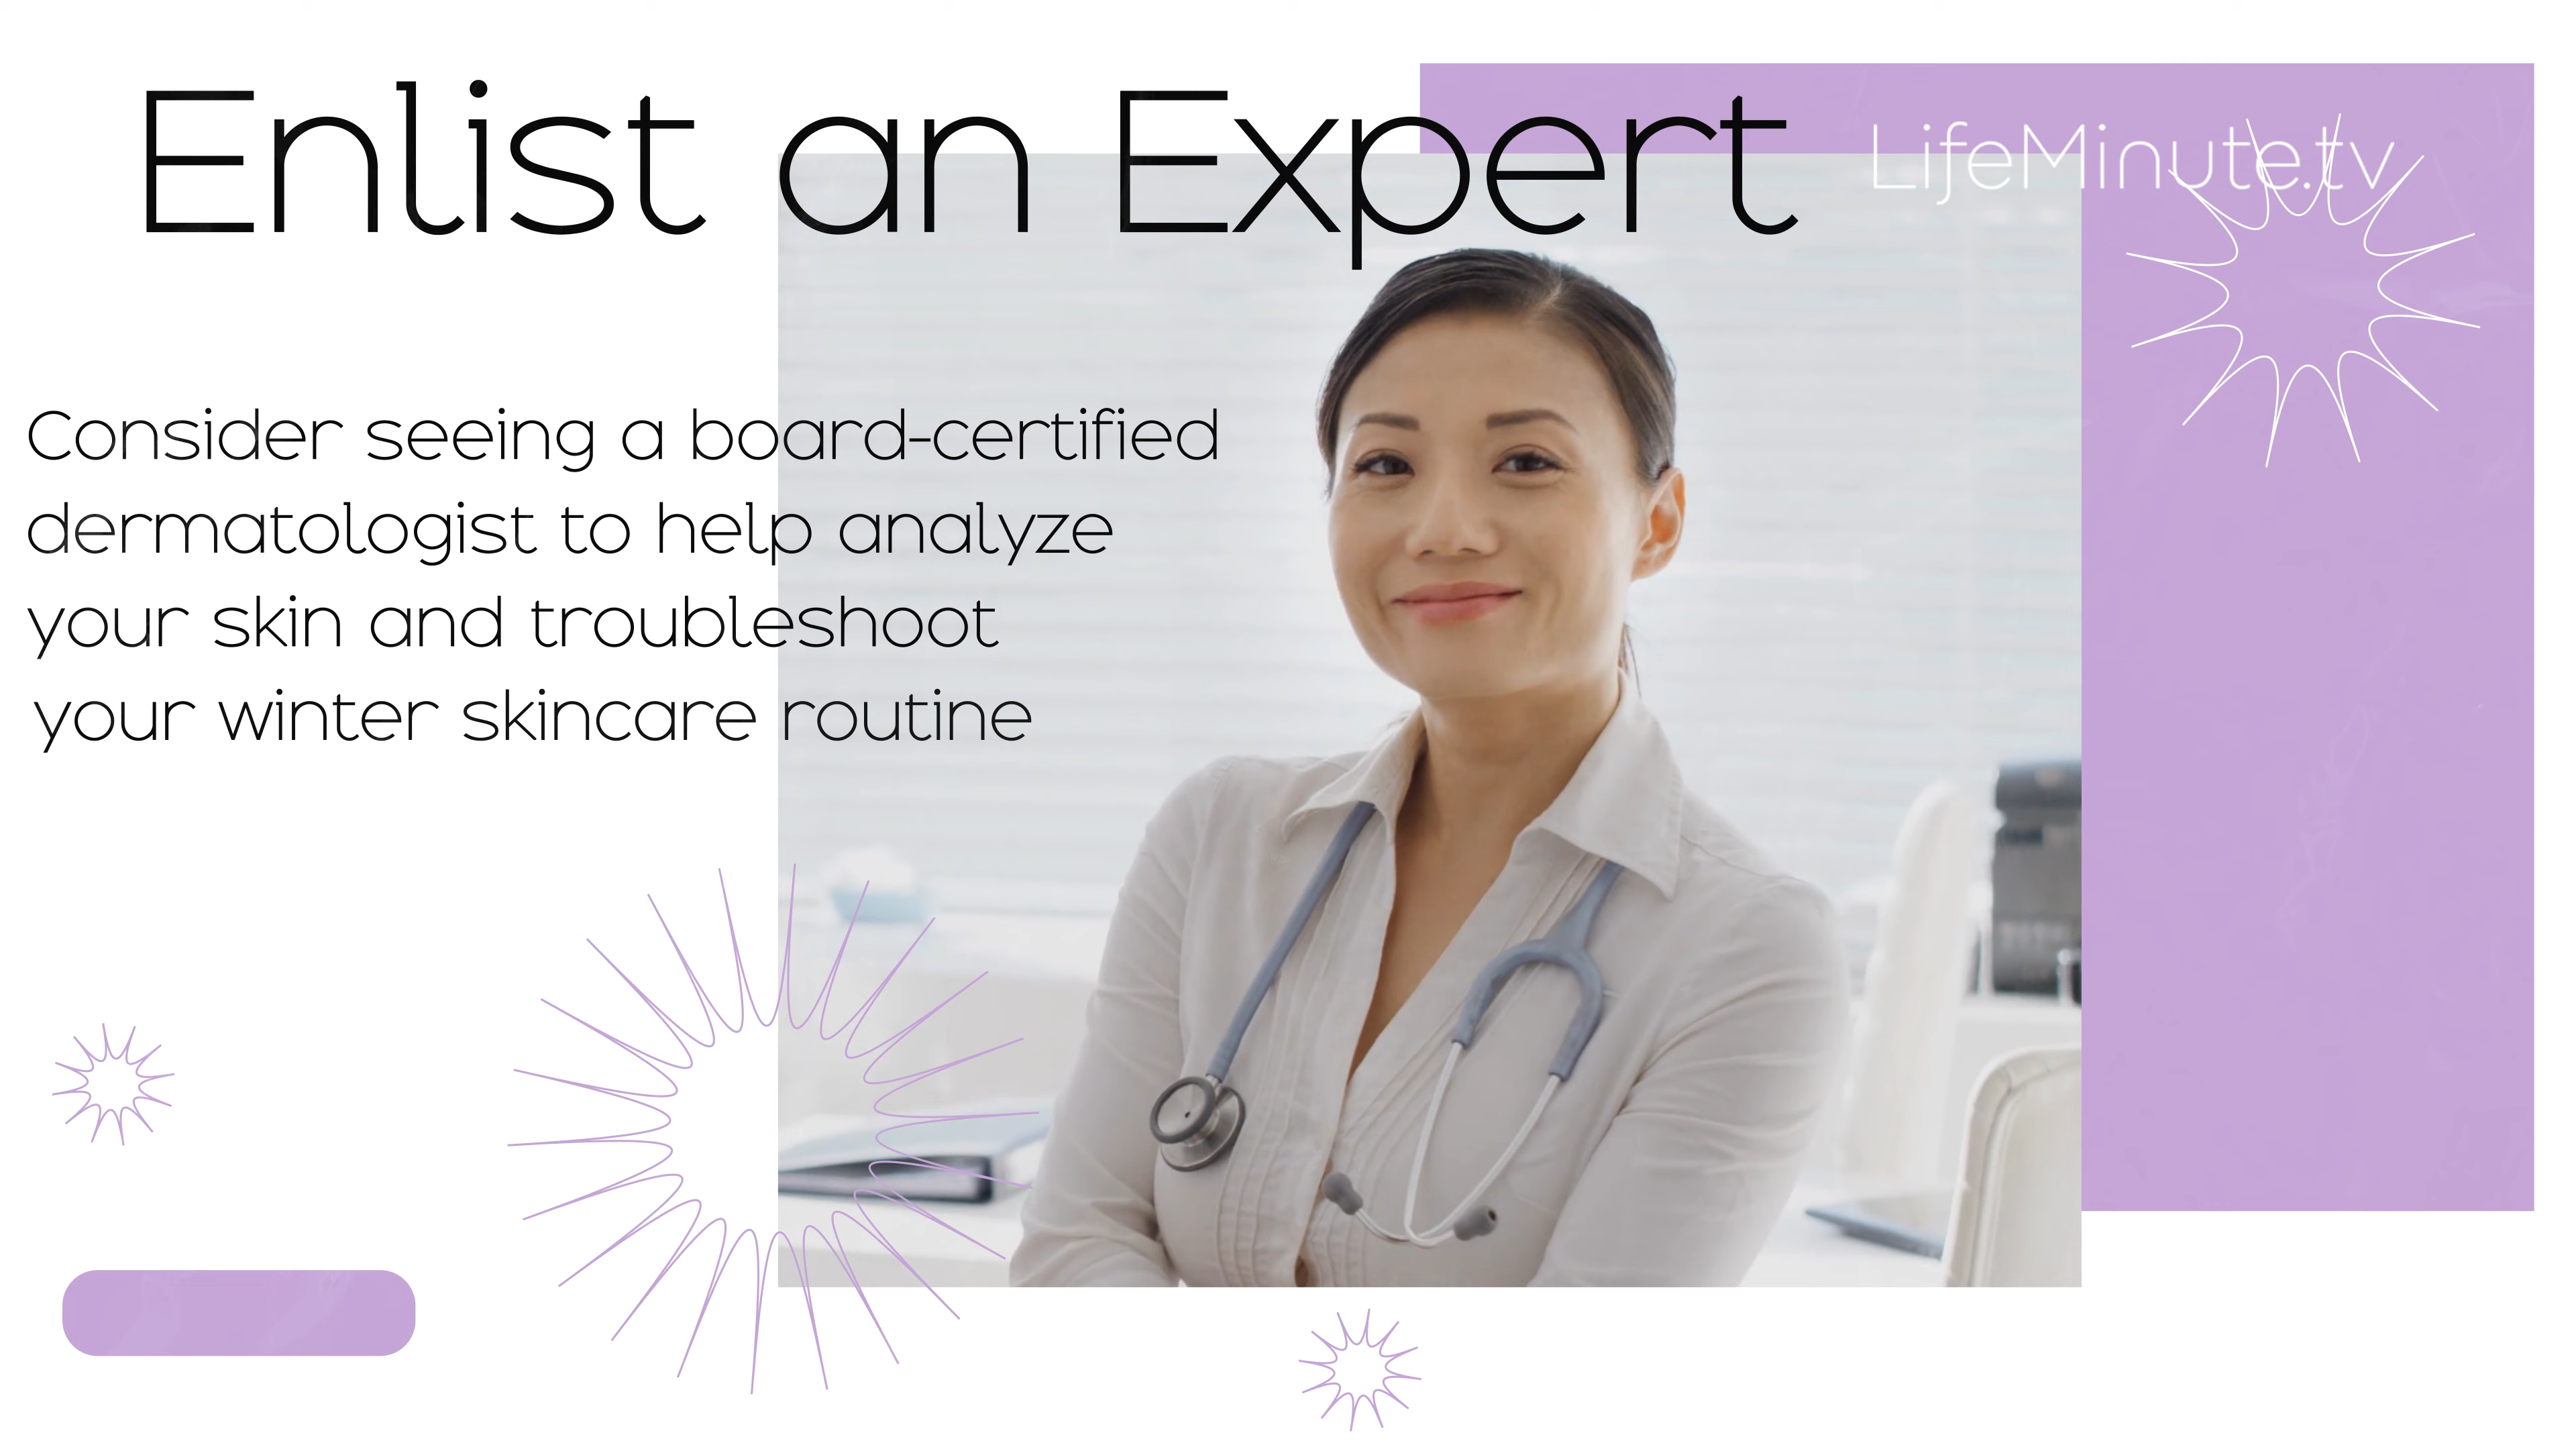 Enlist an Expert
LifeMinute.tv
Consider seeing a board-certified
dermatologist to help analyze
your skin and troubleshoot
your winter skincare routine